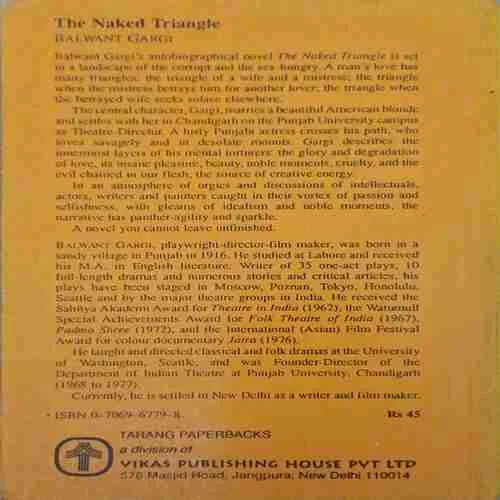 The Naked Triangle
BALWANT GARGI
Balwant Gargi's autobiographical novel The Naked Triangle is set
in a landscape of the corrupt and the sex-hungry. A man's love has
many triangles: the triangle of a wife and a mistress; the triangle
when the mistress betrays him for another lover; the triangle when
the betrayed wife seeks solace elsewhere.
The central character, Gargi, marries a beautiful American blonde
and settles with her in Chandigarh on the Punjab University campus
as Theatre-Director. A lusty Punjabi actress crosses his path, who
loves savagely and in desolate mounts. Gargi describes the
innermost layers of his mental torment: the glory and degradation
of love, its insane pleasure, beauty, noble moments, cruelty, and the
evil chained in our flesh, the source of creative energy.
In an atmosphere of orgies and discussions of intellectuals,
actors, writers and painters caught in their vortex of passion and
selfishness, with gleams of idealism and noble moments, the
narrative has panther-agility and sparkle.
A novel you cannot leave unfinished.
BALWANT GARGI, playwright-director-film maker, was born in a
sandy village in Punjab in 1916. He studied at Lahore and received
his M.A. in English literature. Writer of 35 one-act plays, 10
full-length dramas and numerous stories and critical articles, his
plays have been staged in Moscow, Poznan, Tokyo, Honolulu,
Seattle and by the major theatre groups in India. He received the
Sahitya Akademi Award for Theatre in India (1962), the Watumull
Special Achievements Award for Folk Theatre of India (1967),
Padma Shree (1972), and the International (Asian) Film Festival
Award for colour documentary Jatra (1976).
He taught and directed classical and folk dramas at the University
of Washington, Seattle, and was Founder-Director of the
Department of Indian Theatre at Punjab University, Chandigarh
(1968 to 1977).
Currently, he is settled in New Delhi as a writer and film maker.
ISBN 0-7069-6779-8 Rs 45
TARANG PAPERBACKS
a division of
VIKAS PUBLISHING HOUSE PVT LTD
576 Masjid Road, Jangpura, New Delhi 110014